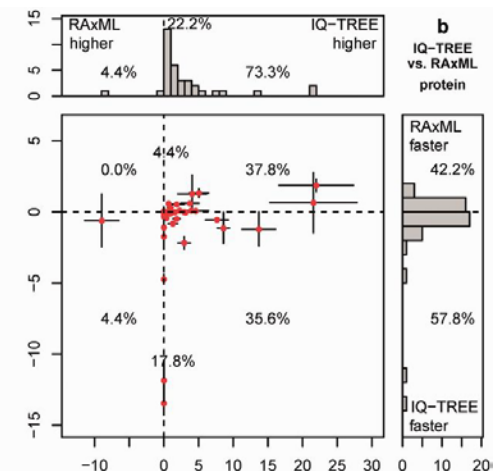 RAxML
higher
22.2%
IQ−TREE
higher
4.4%
73.3%
15
5
0
b
IQ−TREE
vs. RAxML
protein
RAxML
faster
42.2%
57.8%
IQ−TREE
faster
4.4%
0.0%
37.8%
4.4%
35.6%
17.8%
5
0
−5
−10
−15
−10
0
5
10
15
20
25
30
0
5
10
20